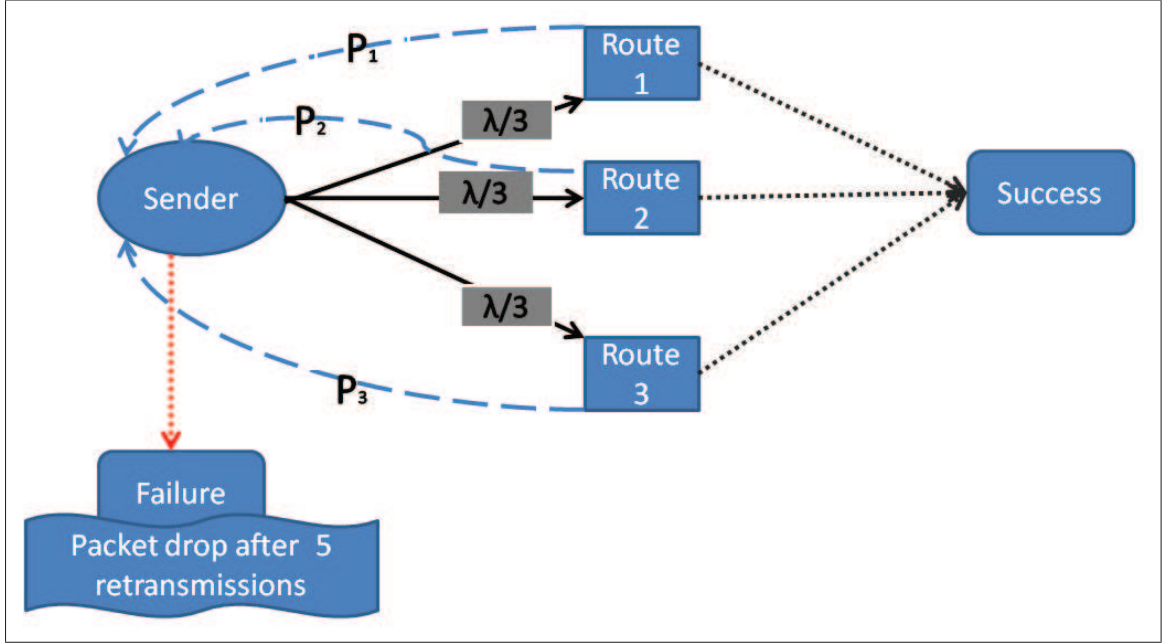 P₁
Route
1
λ/3
P₂
Sender
λ/3
Route
2
Success
λ/3
Route
3
P₃
Failure
Packet drop after 5
retransmissions